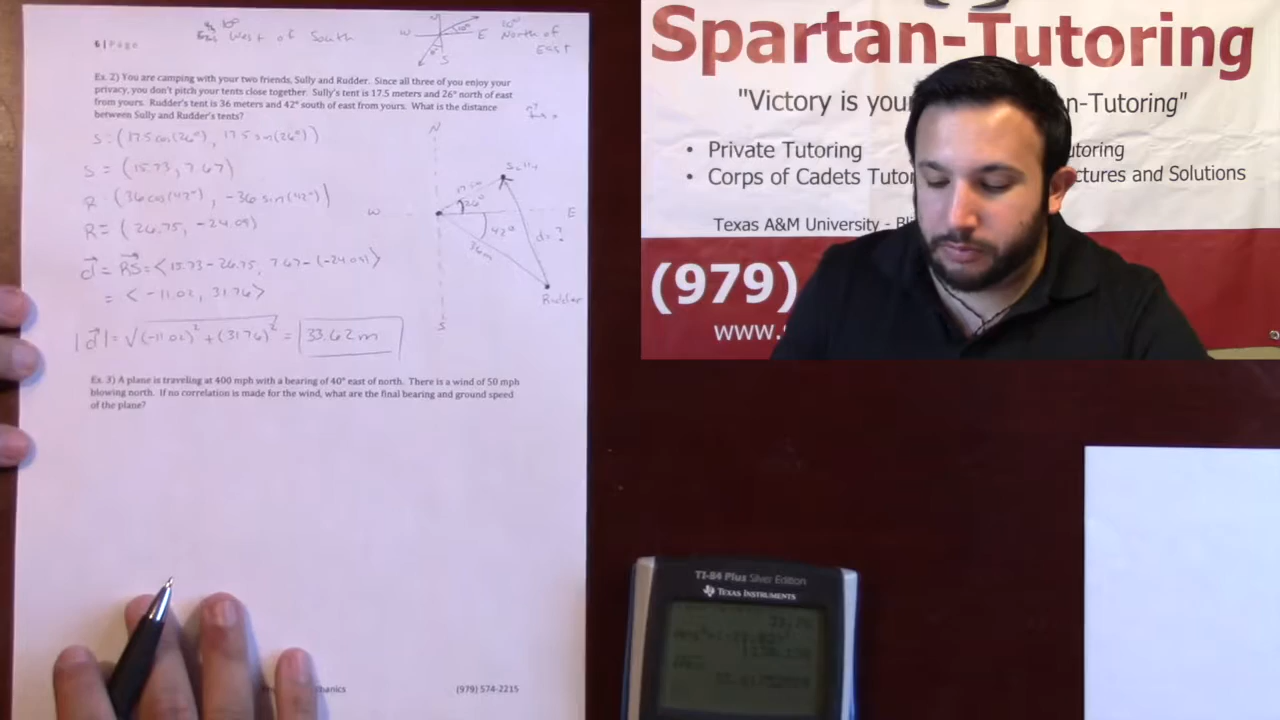 10°
West of South
W
E
S
10°
North of
East
6 | Page
Ex. 2) You are camping with your two friends, Sully and Rudder. Since all three of you enjoy your
privacy, you don't pitch your tents close together. Sully's tent is 17.5 meters and 26° north of east
from yours. Rudder's tent is 36 meters and 42° south of east from yours. What is the distance
between Sully and Rudder's tents?
S = (17.5 cos(26°), 17.5 sin(26°))
S = (15.73, 7.67)
R = (36 cos(42°), -36 sin(42°))
R = (26.75, -24.09)
d = RS = <15.73 - 26.75, 7.67 - (-24.09)>
= <-11.02, 31.76>
|d| = √(-11.02)² + (31.76)² = 33.62 m
N
Sully
17.5
26°
W
E
42°
d = ?
36m
Rudder
S
Ex. 3) A plane is traveling at 400 mph with a bearing of 40° east of north. There is a wind of 50 mph
blowing north. If no correlation is made for the wind, what are the final bearing and ground speed
of the plane?
(979) 574-2215
Spartan-Tutoring
"Victory is your
n-Tutoring"
• Private Tutoring
utoring
• Corps of Cadets Tutor
ctures and Solutions
Texas A&M University - Bli
(979)
www.s
TI-84 Plus Silver Edition
TEXAS INSTRUMENTS